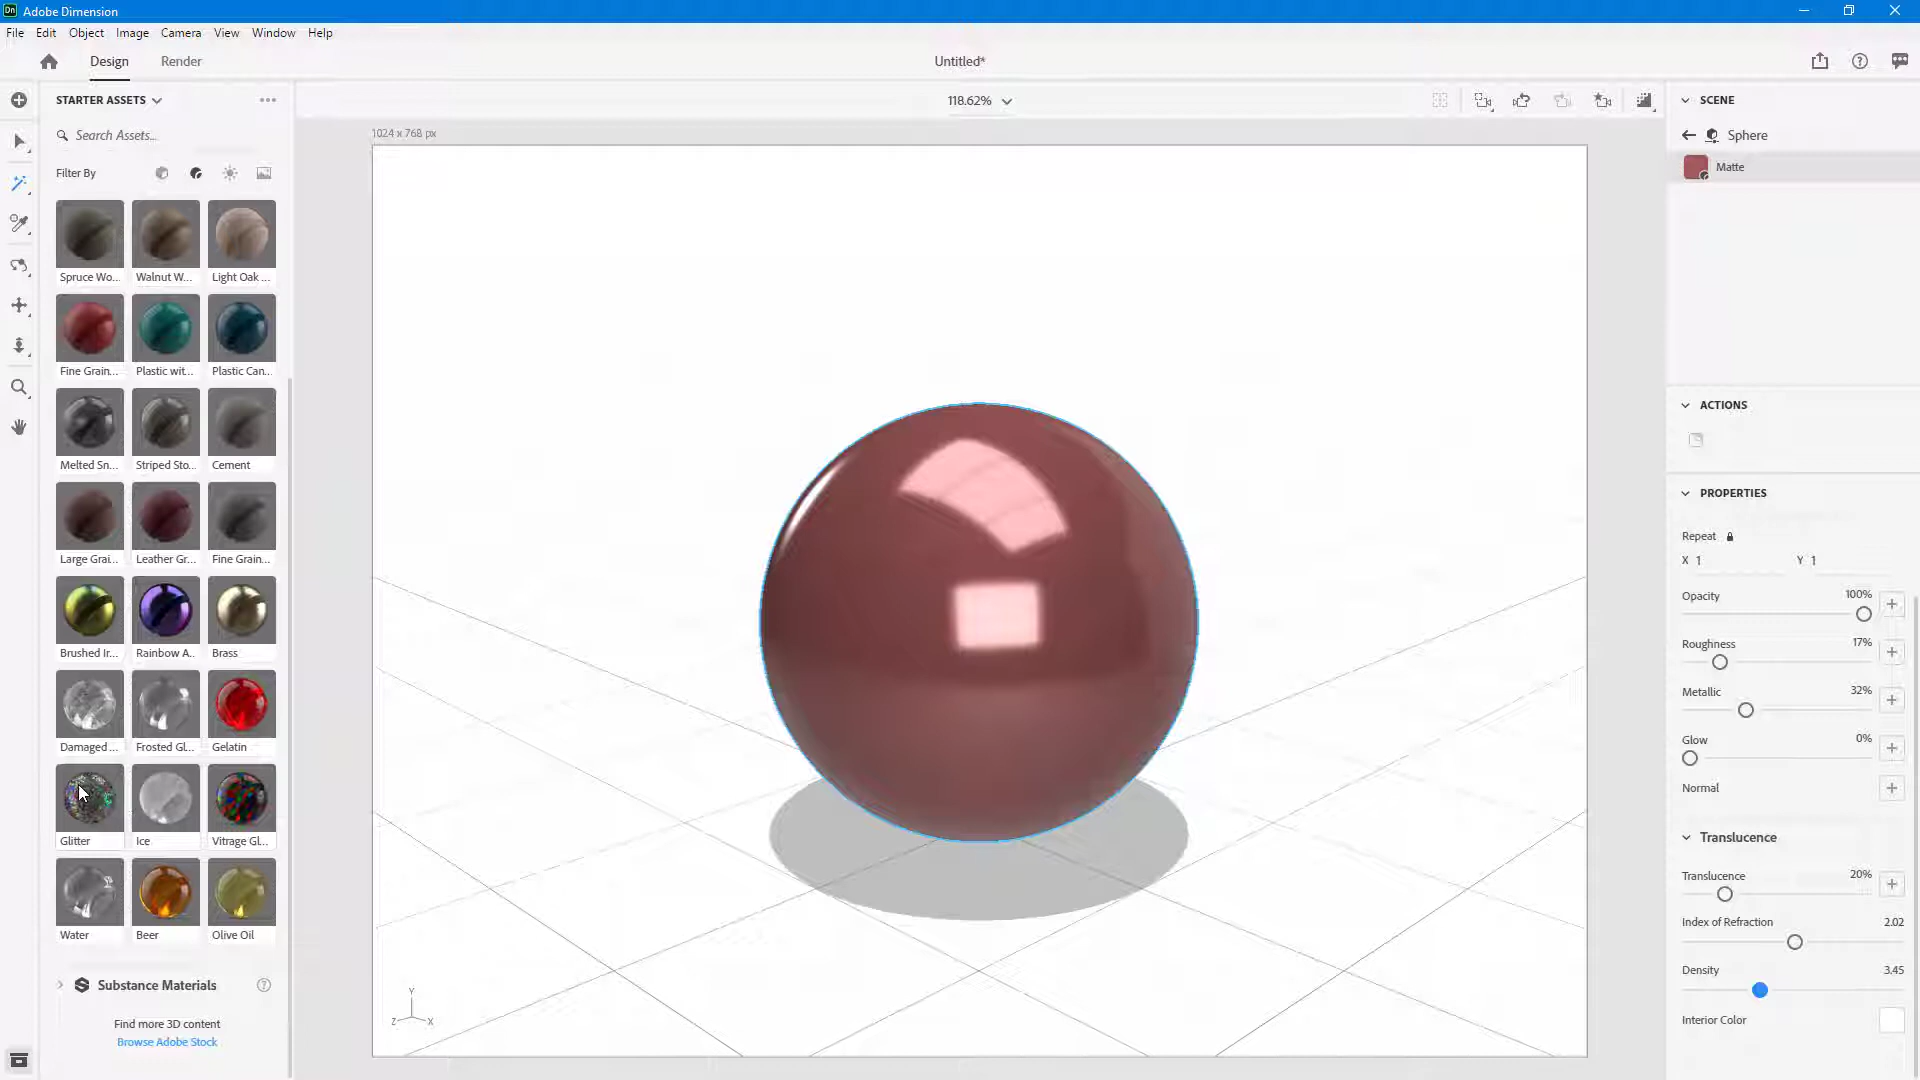 Dn Adobe Dimension
File Edit Object Image Camera View Window Help
Design Render Untitled*
STARTER ASSETS
118.62%
Search Assets...
Filter By
1024 x 768 px
Spruce Wo... Walnut W... Light Oak ...
Fine Grain... Plastic wit... Plastic Can...
Melted Sn... Striped Sto... Cement
Large Grai... Leather Gr... Fine Grain...
Brushed Ir... Rainbow A... Brass
Damaged ... Frosted Gl... Gelatin
Glitter Ice Vitrage Gl...
Water Beer Olive Oil
Substance Materials
Find more 3D content
Browse Adobe Stock
Y
Z X
SCENE
Sphere
Matte
ACTIONS
PROPERTIES
Repeat
X 1 Y 1
Opacity 100%
Roughness 17%
Metallic 32%
Glow 0%
Normal
Translucence
Translucence 20%
Index of Refraction 2.02
Density 3.45
Interior Color